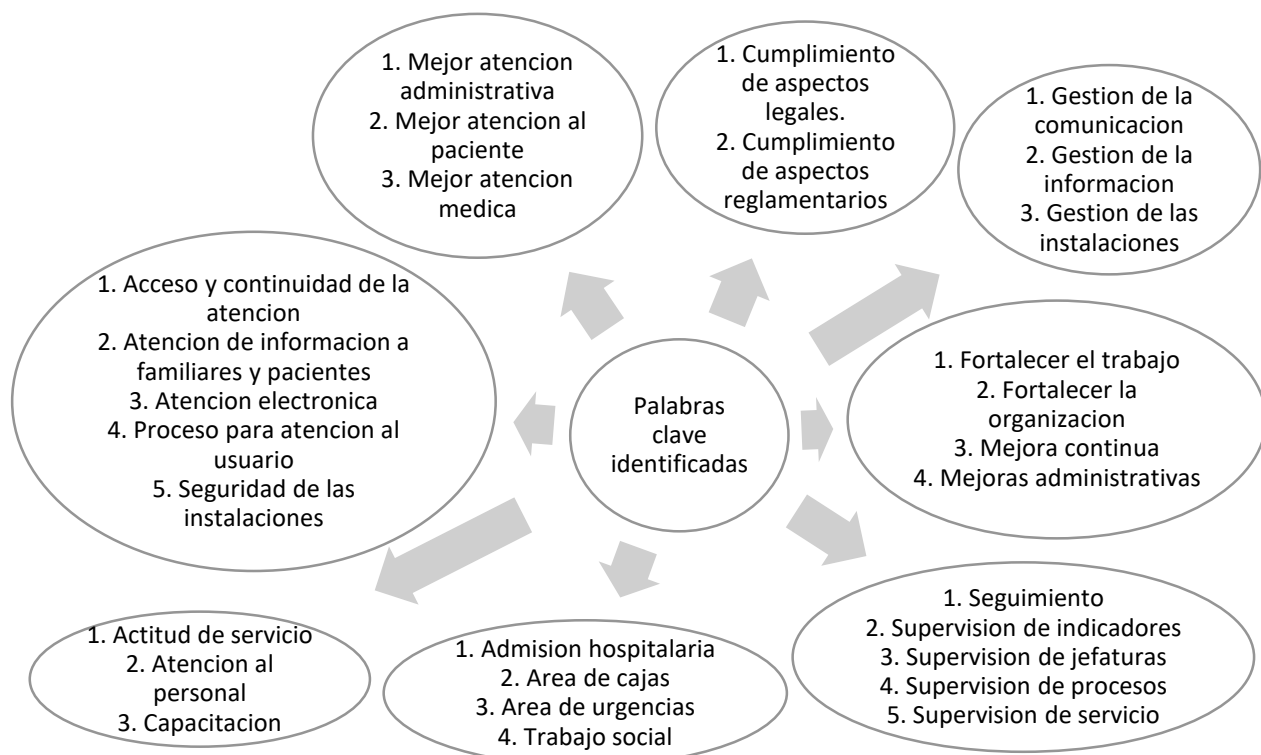 1. Mejor atencion
administrativa
2. Mejor atencion al
paciente
3. Mejor atencion
medica
1. Cumplimiento
de aspectos
legales.
2. Cumplimiento
de aspectos
reglamentarios
1. Gestion de la
comunicacion
2. Gestion de la
informacion
3. Gestion de las
instalaciones
1. Acceso y continuidad de la
atencion
2. Atencion de informacion a
familiares y pacientes
3. Atencion electronica
4. Proceso para atencion al
usuario
5. Seguridad de las
instalaciones
Palabras
clave
identificadas
1. Fortalecer el trabajo
2. Fortalecer la
organizacion
3. Mejora continua
4. Mejoras administrativas
1. Actitud de servicio
2. Atencion al
personal
3. Capacitacion
1. Admision hospitalaria
2. Area de cajas
3. Area de urgencias
4. Trabajo social
1. Seguimiento
2. Supervision de indicadores
3. Supervision de jefaturas
4. Supervision de procesos
5. Supervision de servicio